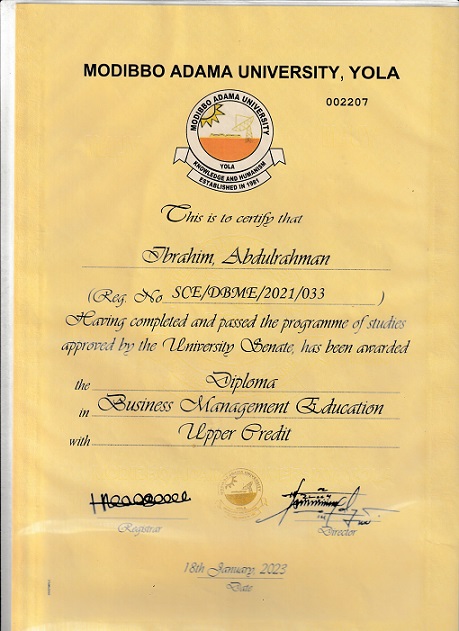 MODIBBO ADAMA UNIVERSITY, YOLA
002207
MODIBBO ADAMA UNIVERSITY
YOLA
KNOWLEDGE AND HUMANISM
ESTABLISHED IN 1981
This is to certify that
Ibrahim, Abdulrahman
(Reg. No SCE/DBME/2021/033 )
Having completed and passed the programme of studies
approved by the University Senate, has been awarded
the Diploma
in Business Management Education
with Upper Credit
Registrar Director
18th January, 2023
Date